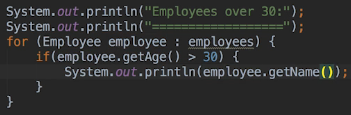 System.out.println("Employees over 30:");
System.out.println("==================");
for (Employee employee : employees) {
    if(employee.getAge() > 30) {
        System.out.println(employee.getName());
    }
}